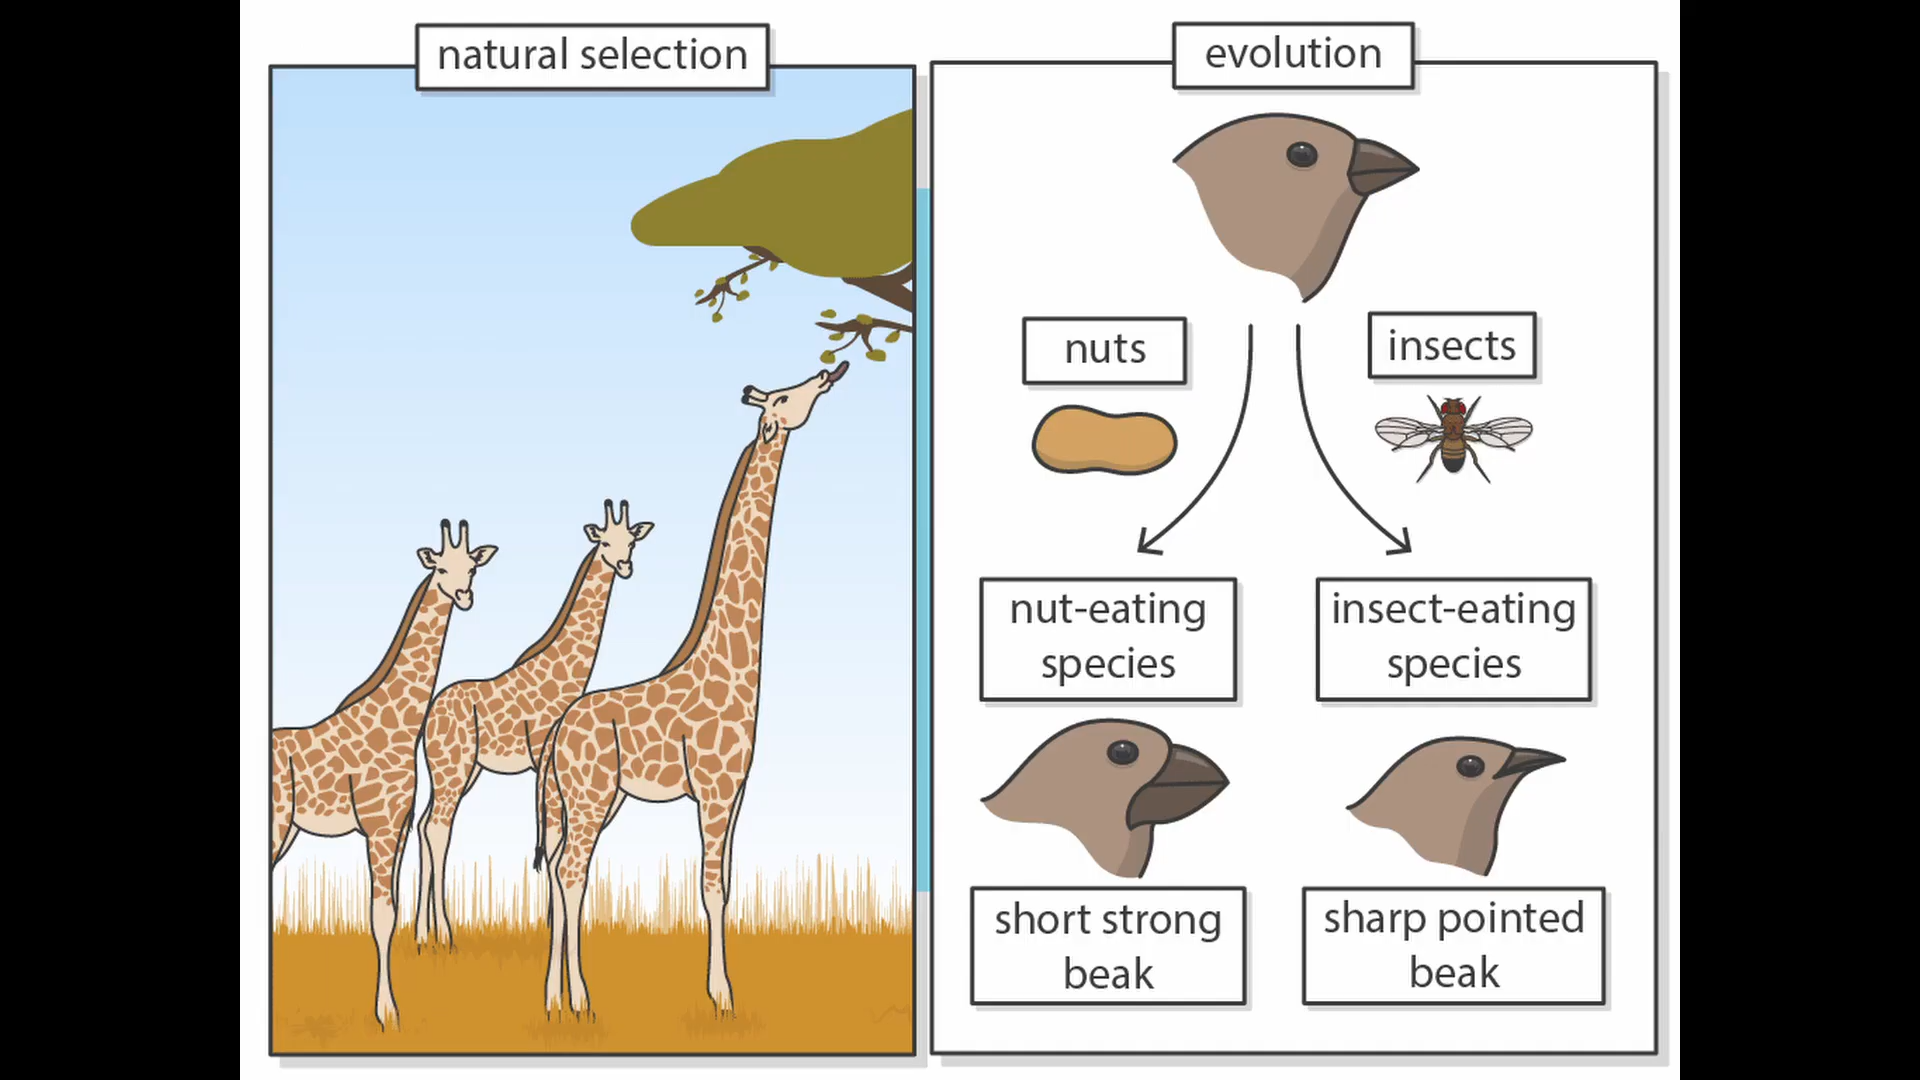 natural selection
evolution
nuts
insects
nut-eating
species
insect-eating
species
short strong
beak
sharp pointed
beak